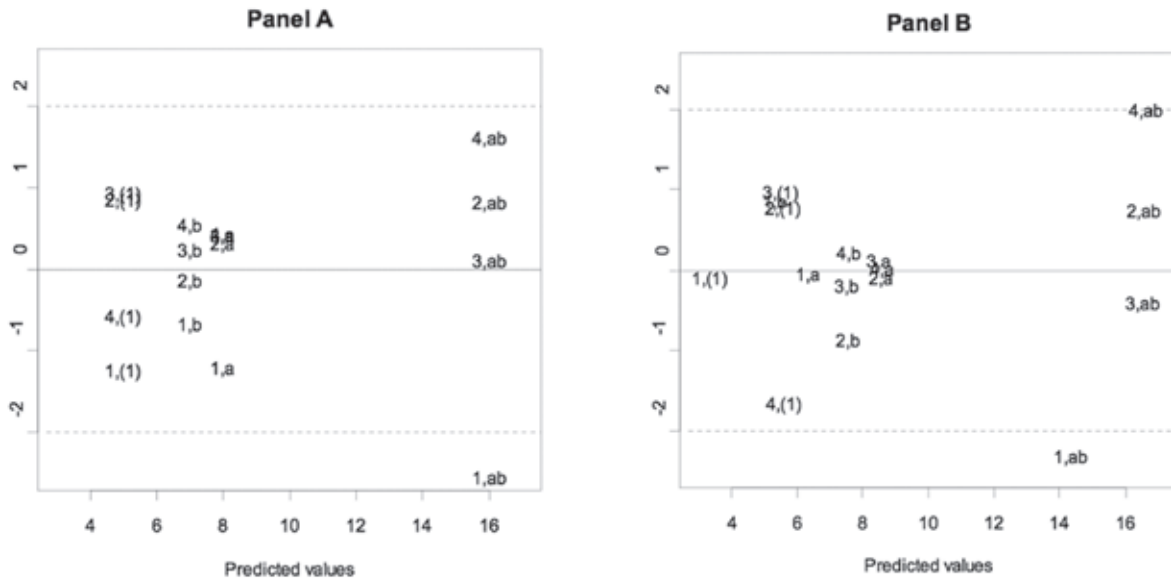 Panel A
2
1
0
-1
-2
3,(1)
2,(1)
4,(1)
1,(1)
4,b
3,b
2,b
1,b
2,a
1,a
4,ab
2,ab
3,ab
1,ab
4 6 8 10 12 14 16
Predicted values
Panel B
2
1
0
-1
-2
3,(1)
2,(1)
1,(1)
4,(1)
1,a
4,b
3,b
2,b
3,a
2,a
4,ab
2,ab
3,ab
1,ab
4 6 8 10 12 14 16
Predicted values